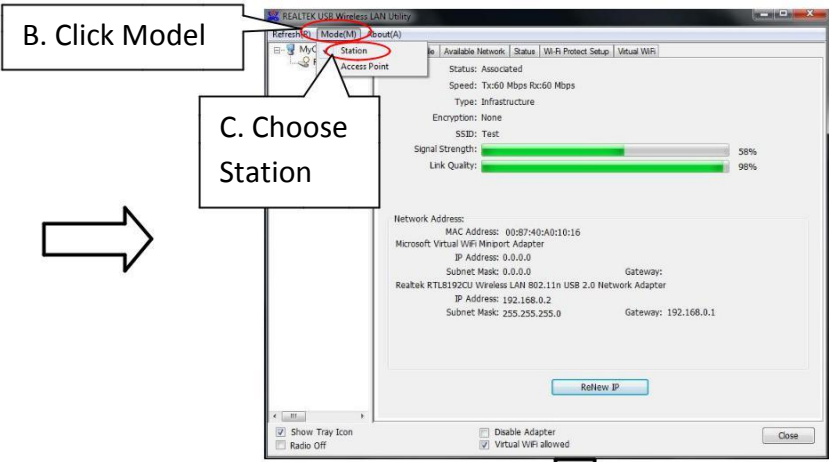 B. Click Model
REALTEK USB Wireless LAN Utility
Refresh(R) Mode(M) About(A)
Station
Access Point
Available Network Status Wi-Fi Protect Setup Virtual WiFi
C. Choose
Station
Status: Associated
Speed: Tx:60 Mbps Rx:60 Mbps
Type: Infrastructure
Encryption: None
SSID: Test
Signal Strength: 58%
Link Quality: 98%
Network Address:
MAC Address: 00:87:40:A0:10:16
Microsoft Virtual WiFi Miniport Adapter
IP Address: 0.0.0.0
Subnet Mask: 0.0.0.0 Gateway:
Realtek RTL8192CU Wireless LAN 802.11n USB 2.0 Network Adapter
IP Address: 192.168.0.2
Subnet Mask: 255.255.255.0 Gateway: 192.168.0.1
ReNew IP
Show Tray Icon Disable Adapter
Radio Off Virtual WiFi allowed
Close